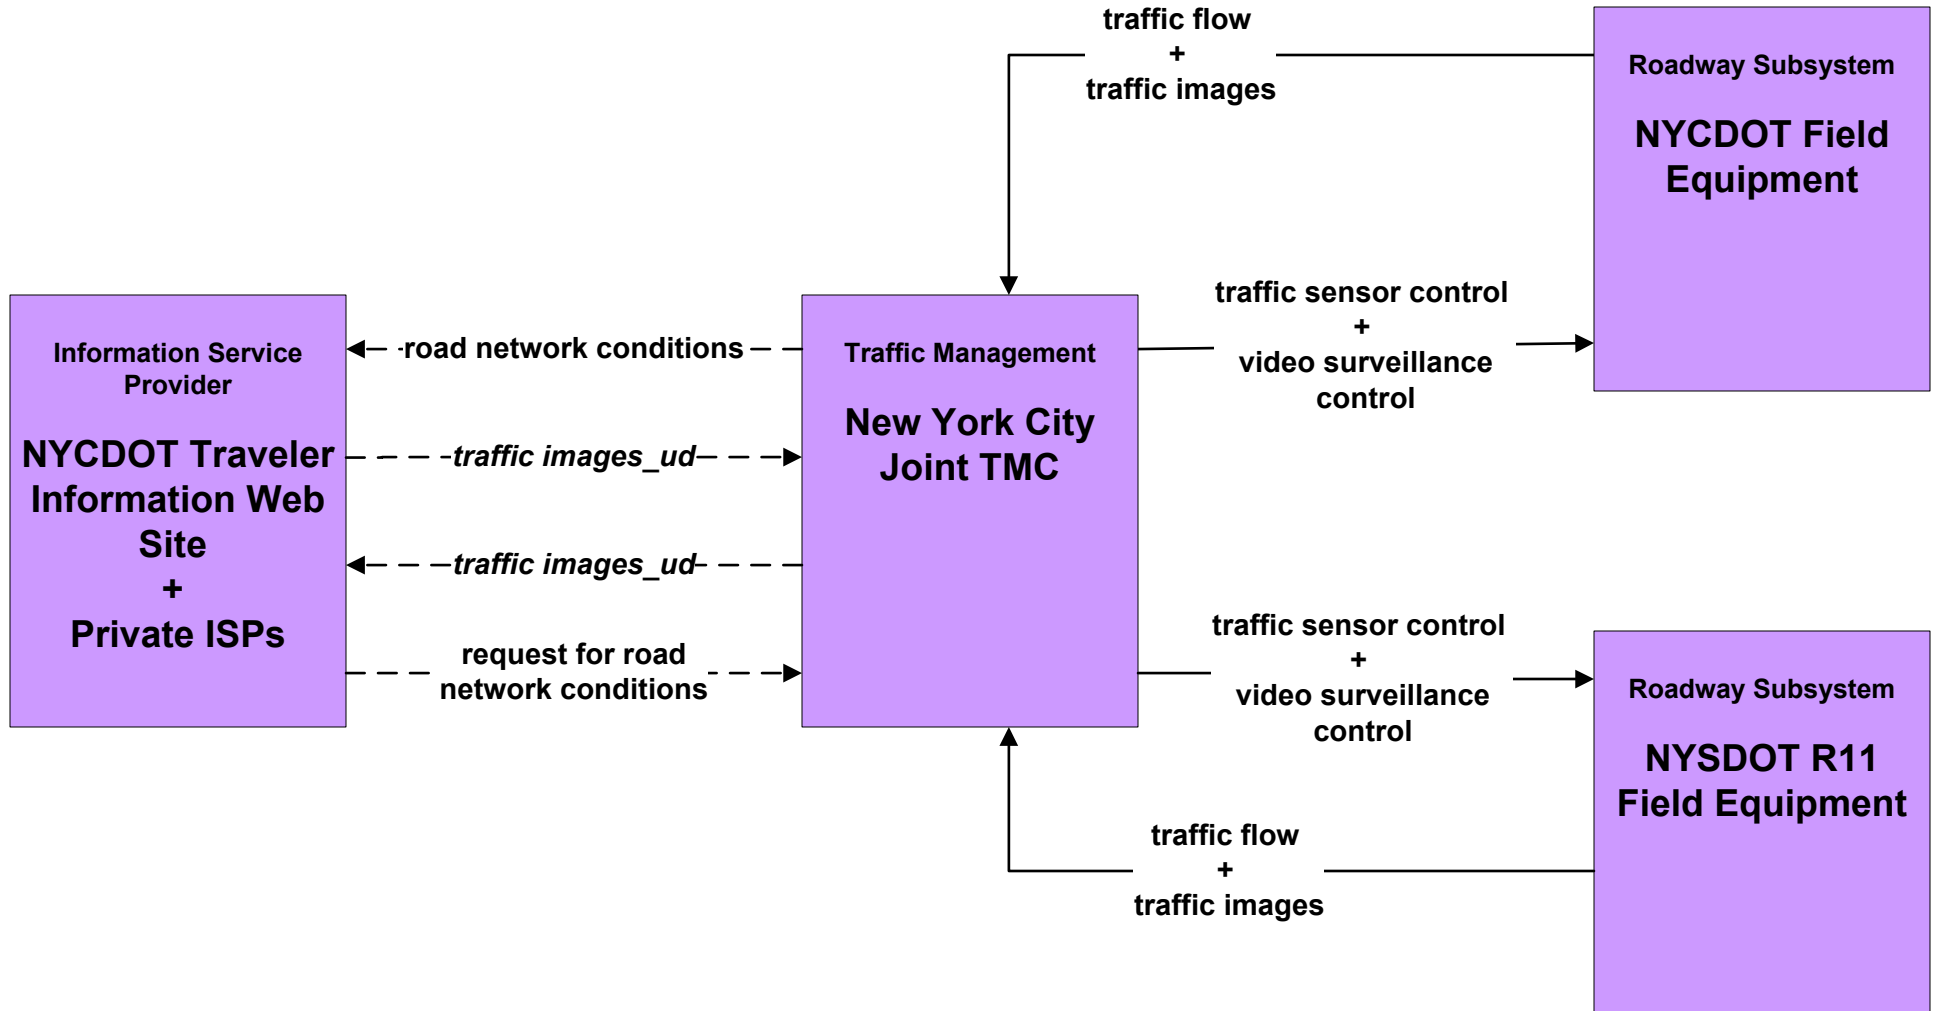 traffic flow
+
traffic images
Roadway Subsystem
NYCDOT Field
Equipment
traffic sensor control
+
video surveillance
control
Information Service
Provider
NYCDOT Traveler
Information Web
Site
+
Private ISPs
road network conditions
traffic images_ud
traffic images_ud
request for road
network conditions
Traffic Management
New York City
Joint TMC
traffic sensor control
+
video surveillance
control
Roadway Subsystem
NYSDOT R11
Field Equipment
traffic flow
+
traffic images